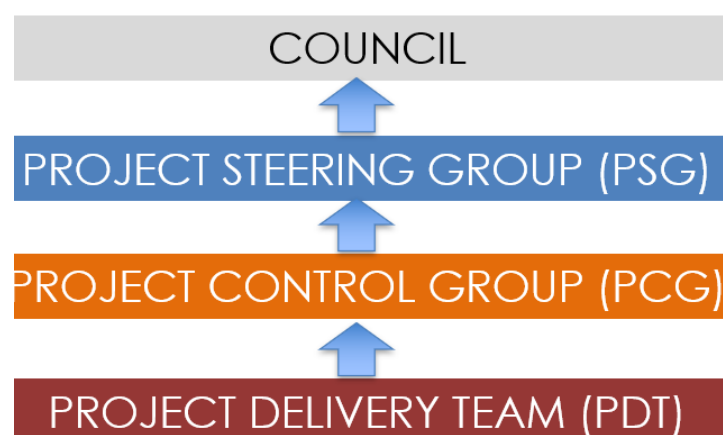 COUNCIL
PROJECT STEERING GROUP (PSG)
PROJECT CONTROL GROUP (PCG)
PROJECT DELIVERY TEAM (PDT)